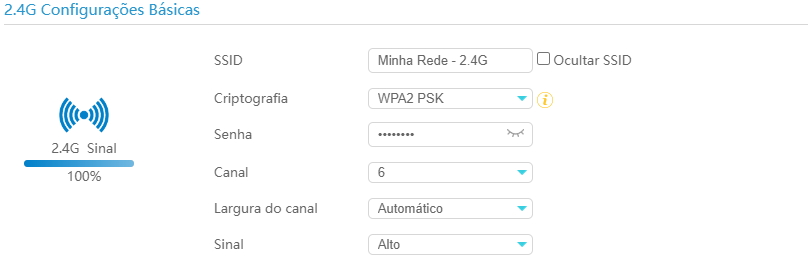 2.4G Configurações Básicas
SSID Minha Rede - 2.4G Ocultar SSID
Criptografia WPA2 PSK i
Senha ••••••••
2.4G Sinal
100%
Canal 6
Largura do canal Automático
Sinal Alto